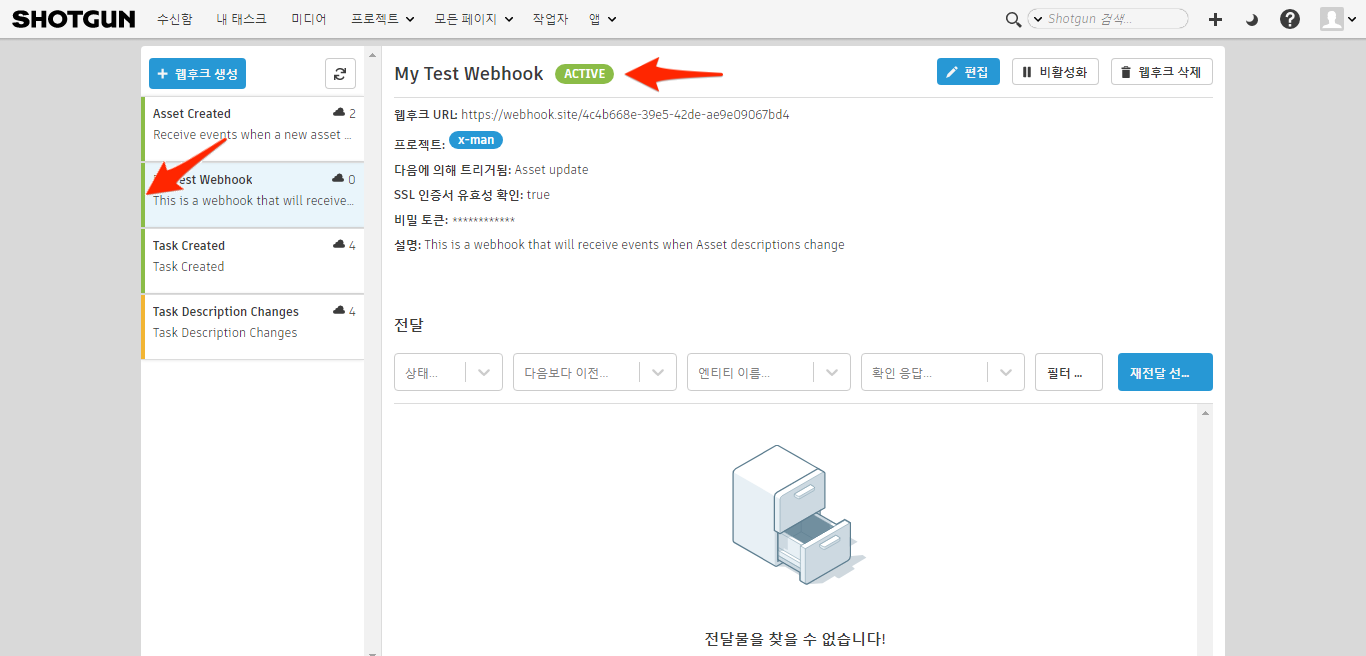 SHOTGUN 수신함 내 태스크 미디어 프로젝트 모든 페이지 작업자 앱 Shotgun 검색...
웹후크 생성
Asset Created 2
Receive events when a new asset ...
est Webhook 0
This is a webhook that will receive...
Task Created 4
Task Created
Task Description Changes 4
Task Description Changes
My Test Webhook ACTIVE 편집 비활성화 웹후크 삭제
웹후크 URL: https://webhook.site/4c4b668e-39e5-42de-ae9e09067bd4
프로젝트: x-man
다음에 의해 트리거됨: Asset update
SSL 인증서 유효성 확인: true
비밀 토큰: ************
설명: This is a webhook that will receive events when Asset descriptions change
전달
상태... 다음보다 이전... 엔티티 이름... 확인 응답... 필터 ... 재전달 선...
전달물을 찾을 수 없습니다!